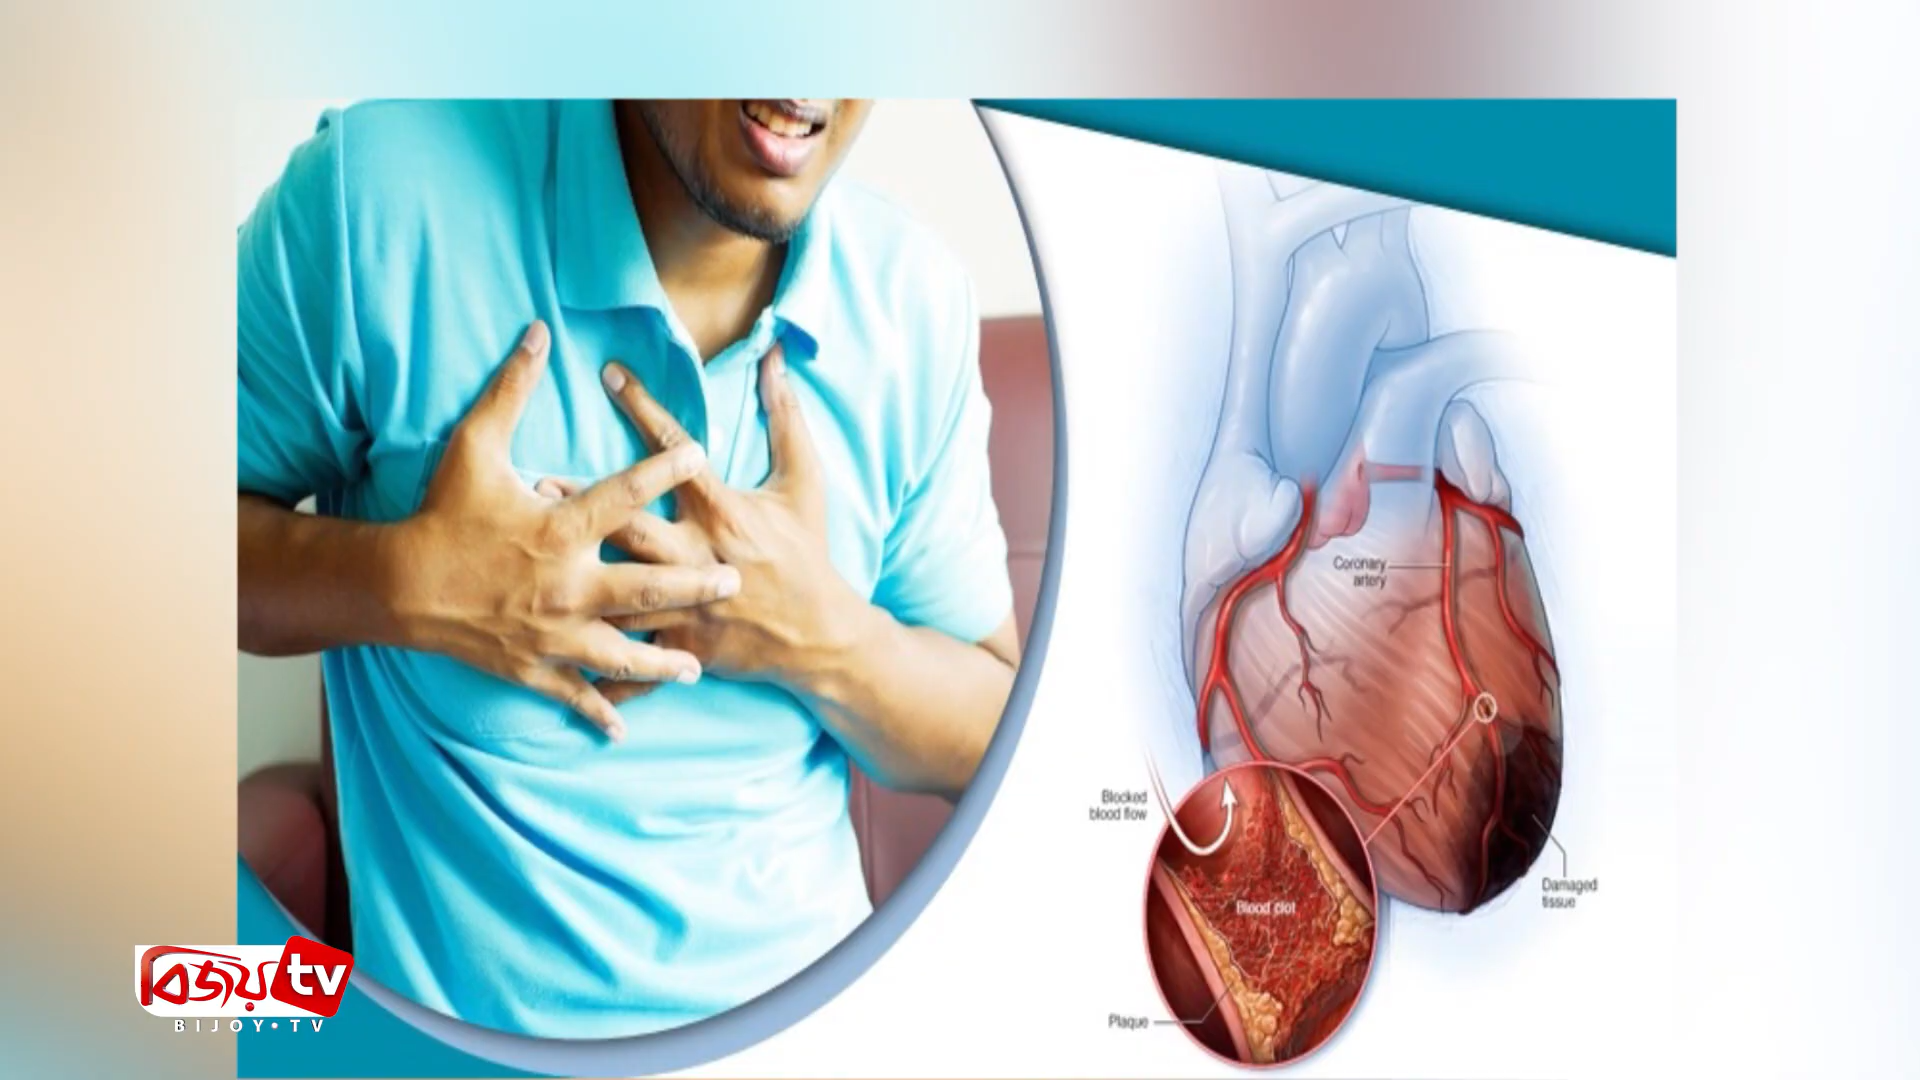 Coronary
artery
Blocked
blood flow
Blood clot
Damaged
tissue
Plaque
বিজয় tv
BIJOY•TV